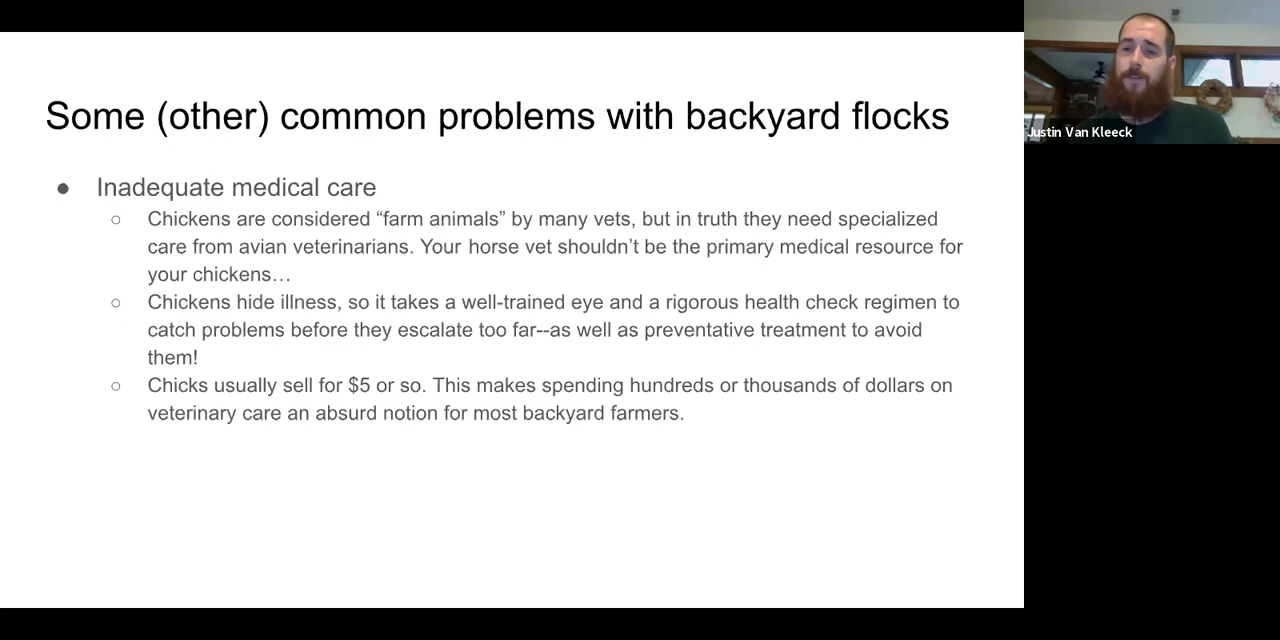 Some (other) common problems with backyard flocks
● Inadequate medical care
○ Chickens are considered “farm animals” by many vets, but in truth they need specialized
care from avian veterinarians. Your horse vet shouldn’t be the primary medical resource for
your chickens…
○ Chickens hide illness, so it takes a well-trained eye and a rigorous health check regimen to
catch problems before they escalate too far--as well as preventative treatment to avoid
them!
○ Chicks usually sell for $5 or so. This makes spending hundreds or thousands of dollars on
veterinary care an absurd notion for most backyard farmers.
Justin Van Kleeck